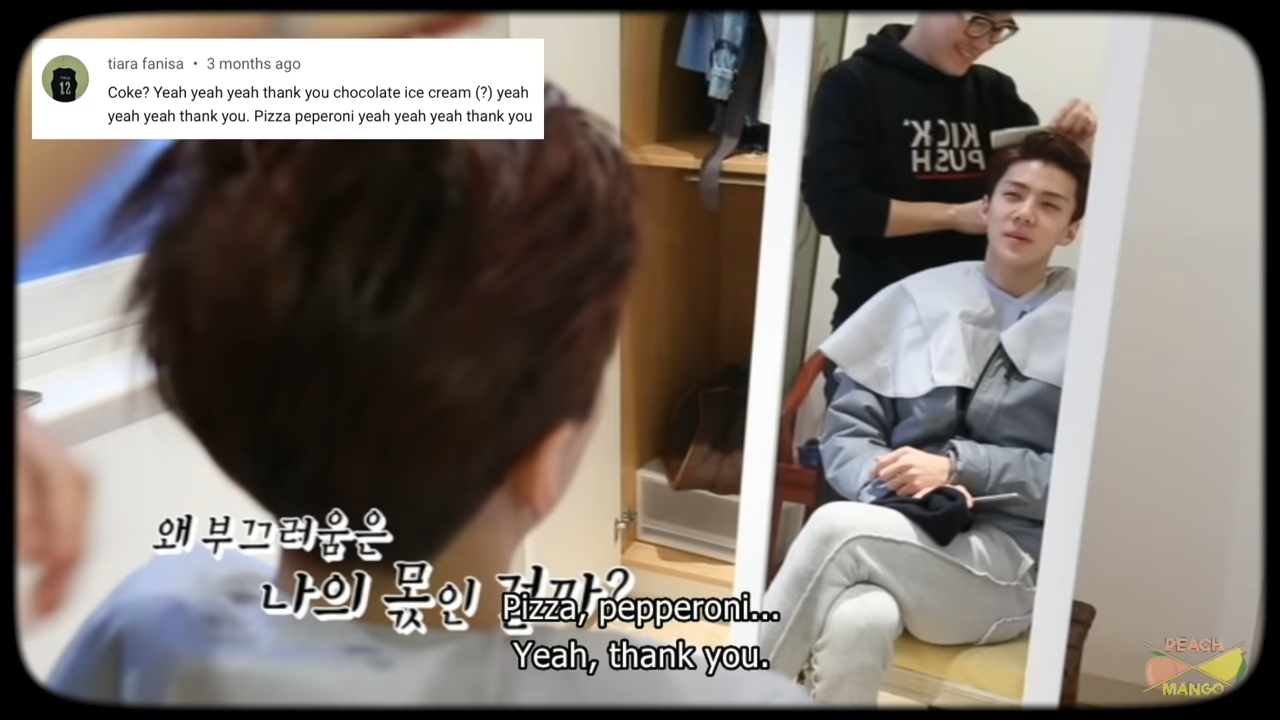 tiara fanisa • 3 months ago
Coke? Yeah yeah yeah thank you chocolate ice cream (?) yeah
yeah yeah yeah thank you. Pizza peperoni yeah yeah yeah thank you
12
KICK
PUSH
왜 부끄러움은
나의 몫인 걸까?
Pizza, pepperoni...
Yeah, thank you.
PEACH
MANGO